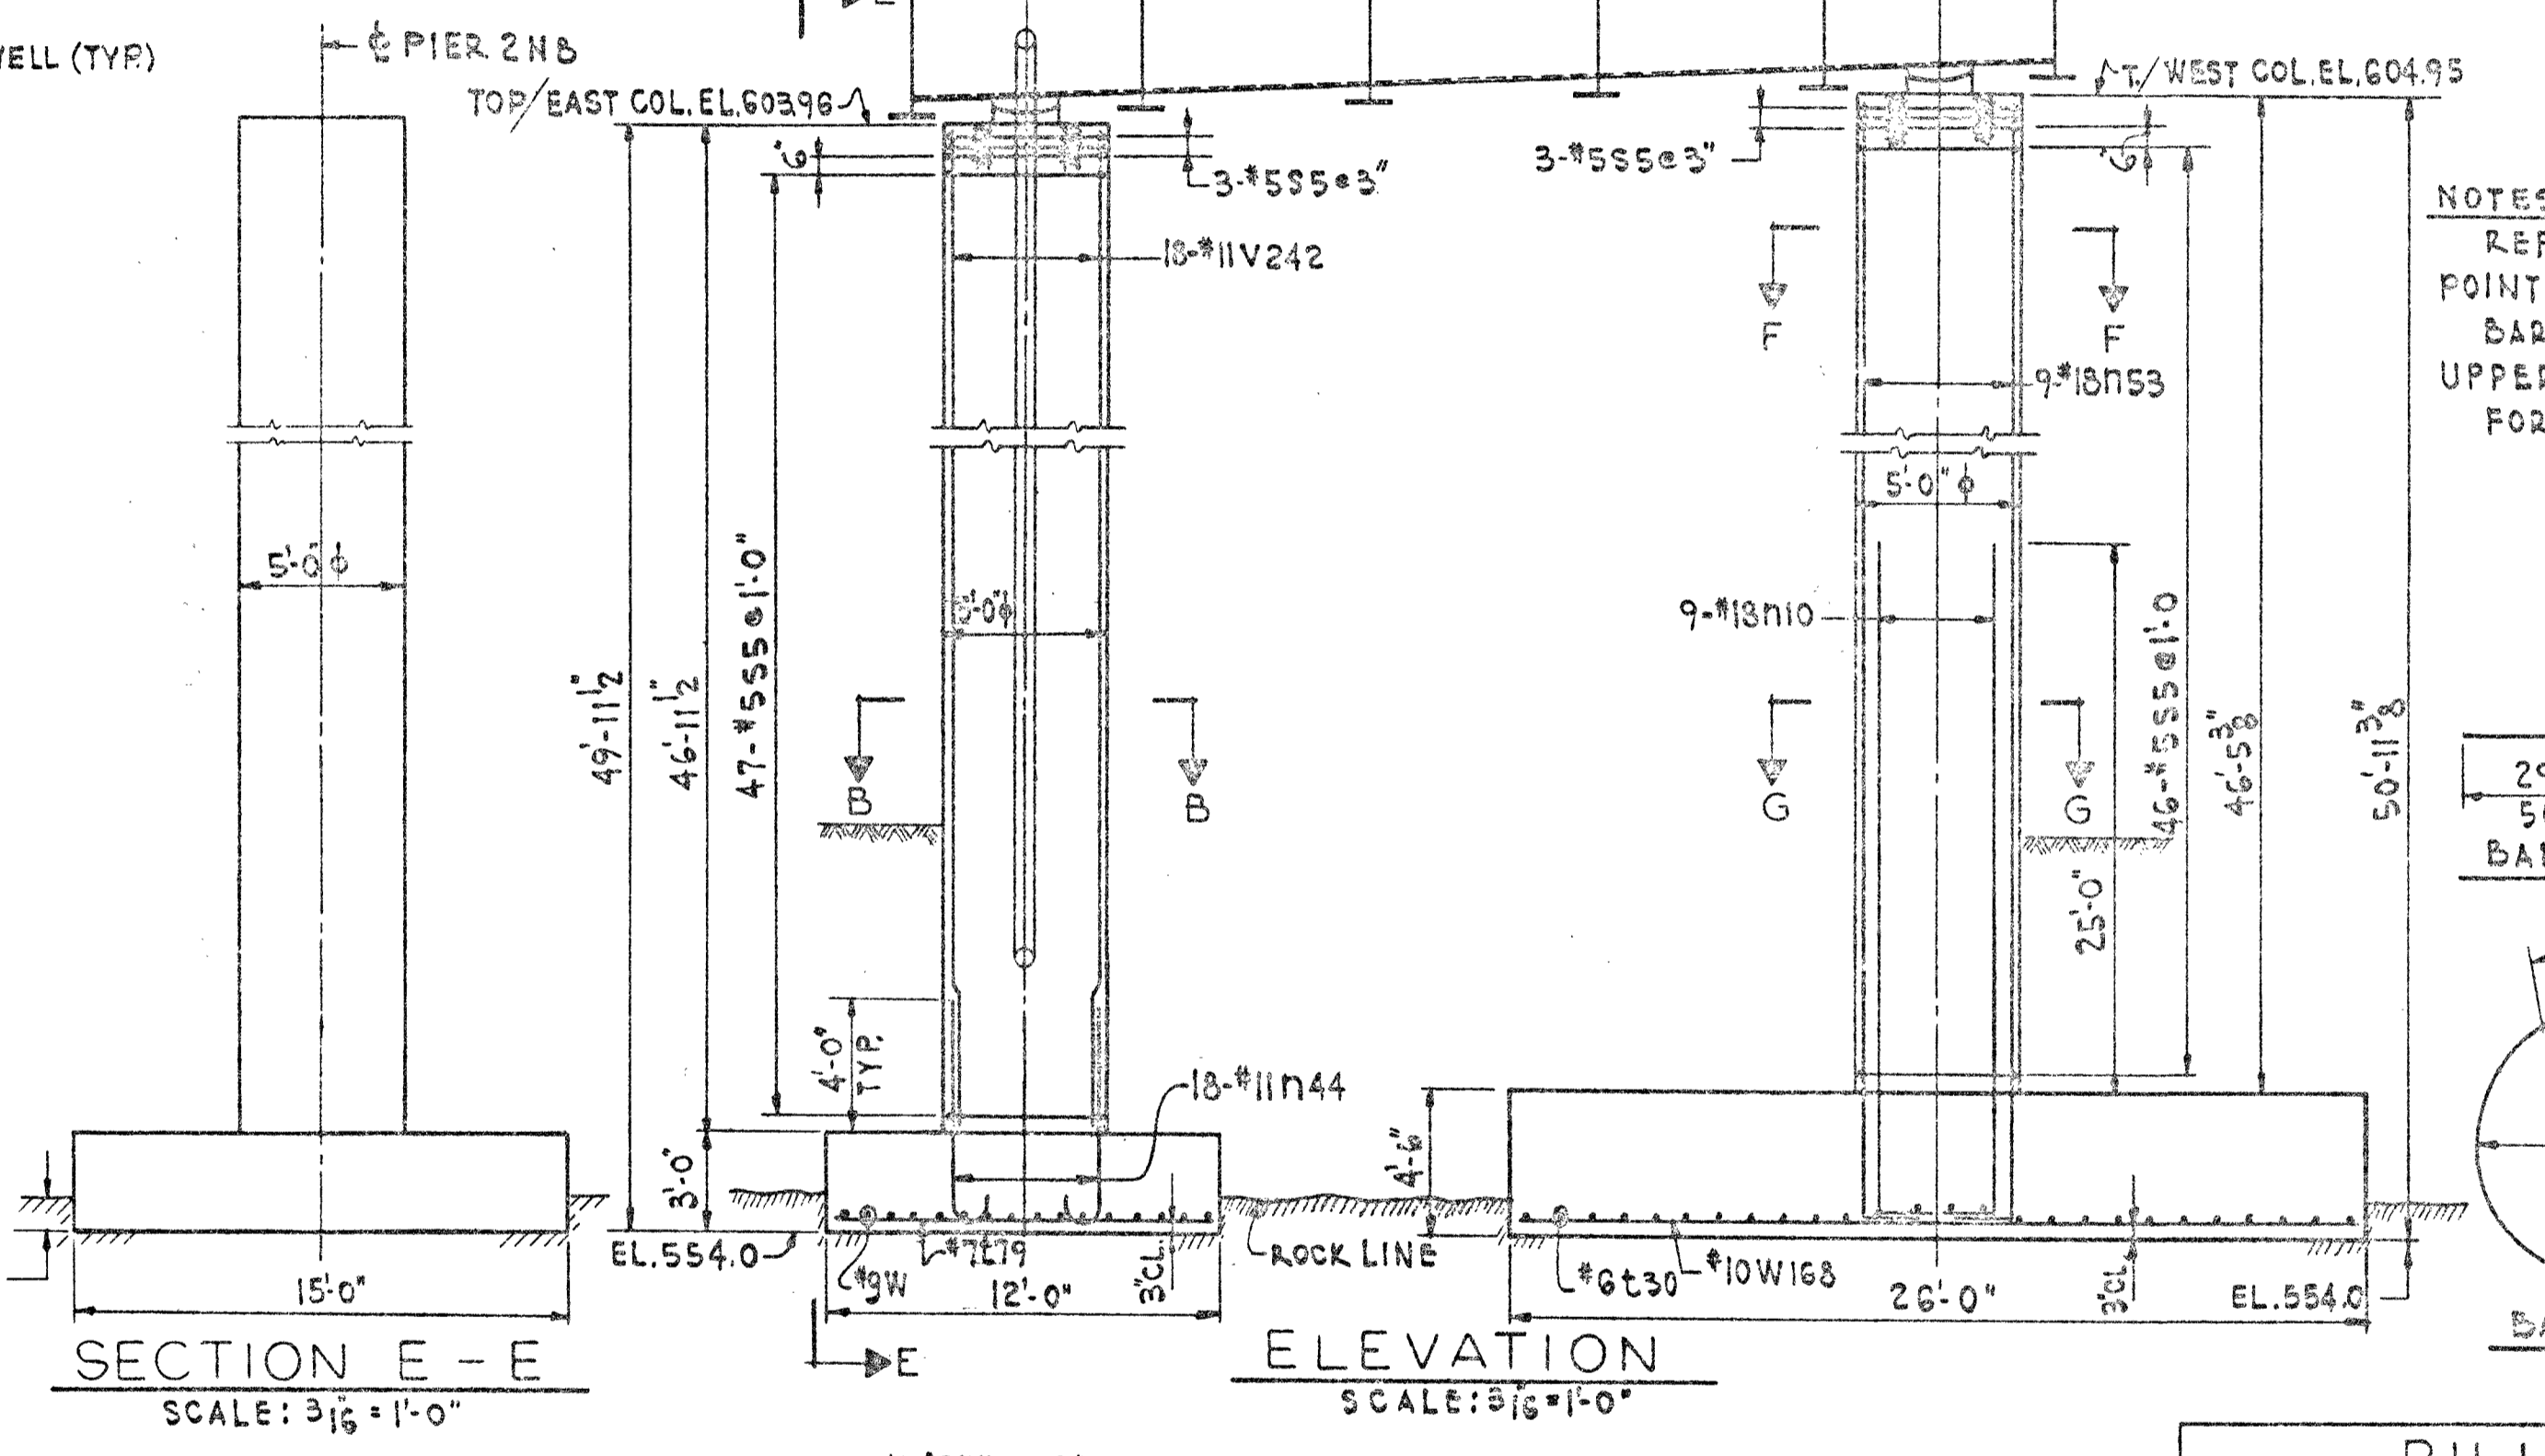 WELL (TYP.)
℄ PIER 2 NB
TOP/EAST COL. EL. 603.96
T./WEST COL. EL. 604.95
6"
3-#5S5@3"
3-#5S5@3"
6"
NOTES
18-#11V242
REF
POINT
BAR
UPPER
FOR
F
F
9-#18n53
5'-0"φ
5'-0"φ
5'-0"φ
9-#18n10
49'-11½"
46'-11½"
47-#5S5@1'-0"
B
B
G
G
46-#5S5@1'-0
46'-5⅜"
50'-11⅜"
25'-0"
4'-0"
TYP.
18-#11n44
3'-0"
4'-6"
EL. 554.0
#7t79
#9W
3"CL.
ROCK LINE
#6t30
#10W168
3"CL.
EL. 554.0
15'-0"
12'-0"
26'-0"
SECTION E - E
SCALE: 3/16" = 1'-0"
E
ELEVATION
SCALE: 3/16" = 1'-0"